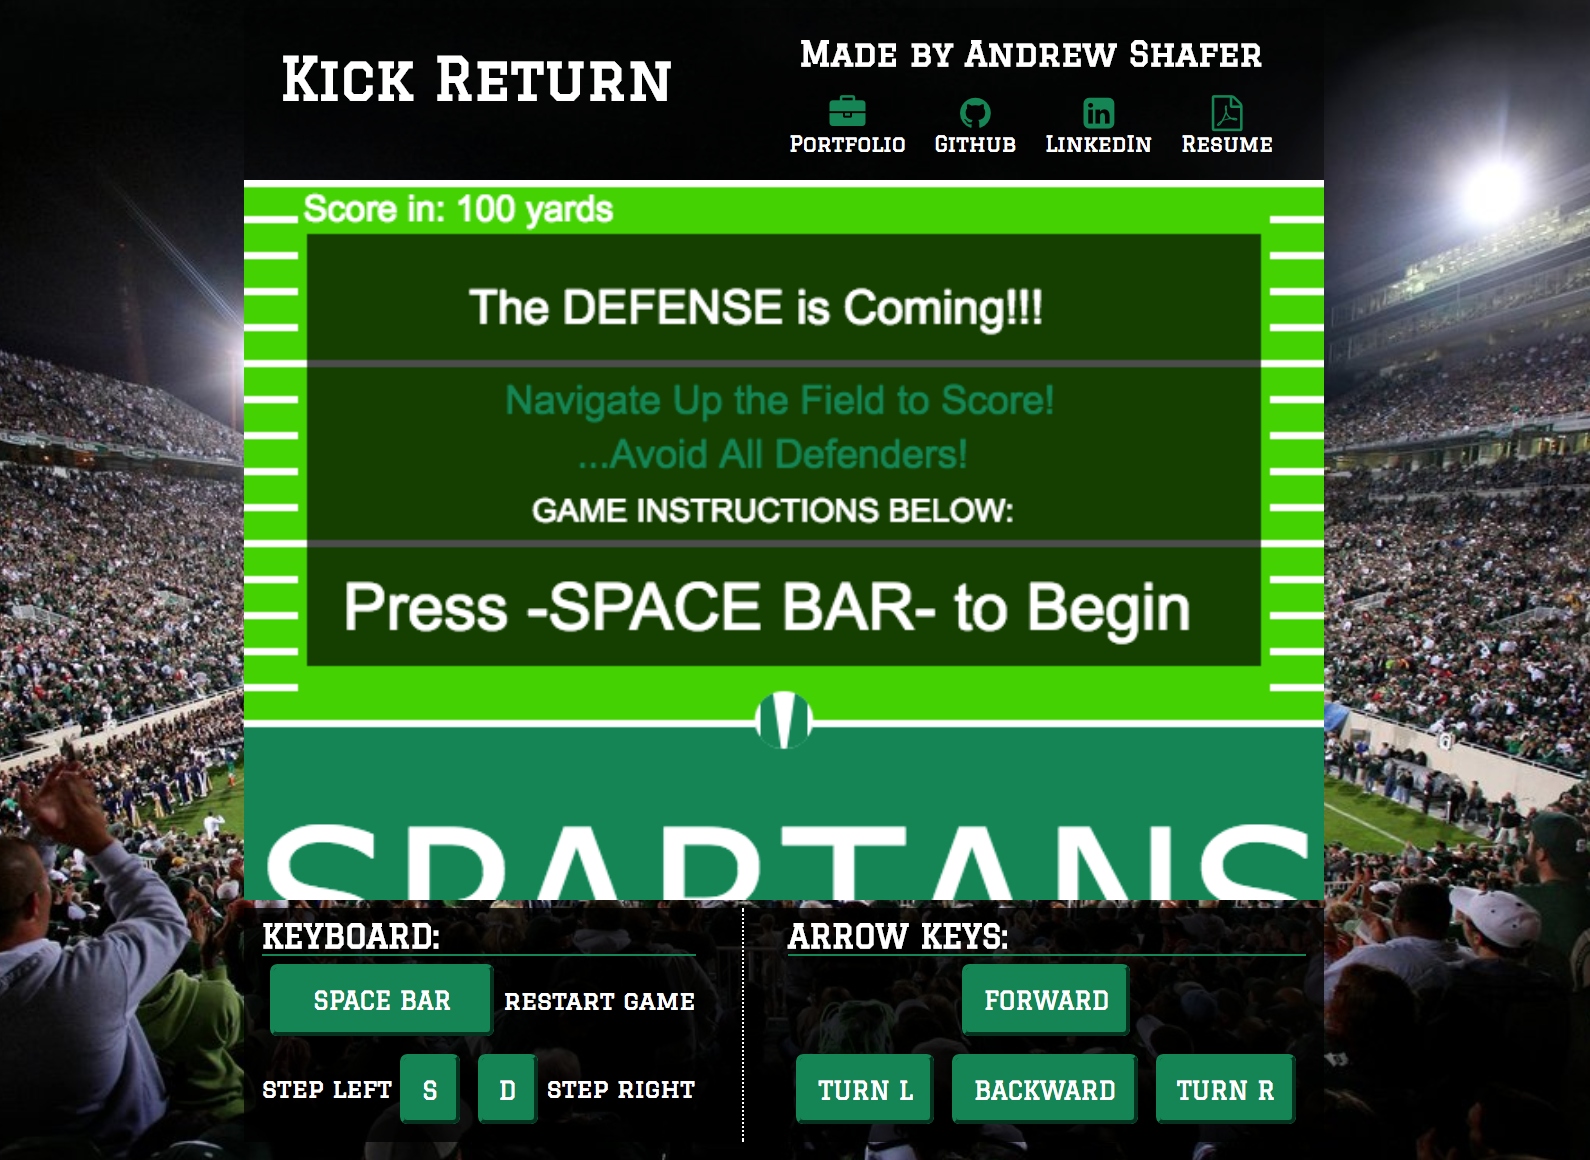 Kick Return
Made by Andrew Shafer
Portfolio
Github
LinkedIn
Resume
Score in: 100 yards
The DEFENSE is Coming!!!
Navigate Up the Field to Score!
...Avoid All Defenders!
GAME INSTRUCTIONS BELOW:
Press -SPACE BAR- to Begin
SPARTANS
KEYBOARD:
SPACE BAR RESTART GAME
STEP LEFT S D STEP RIGHT
ARROW KEYS:
FORWARD
TURN L BACKWARD TURN R